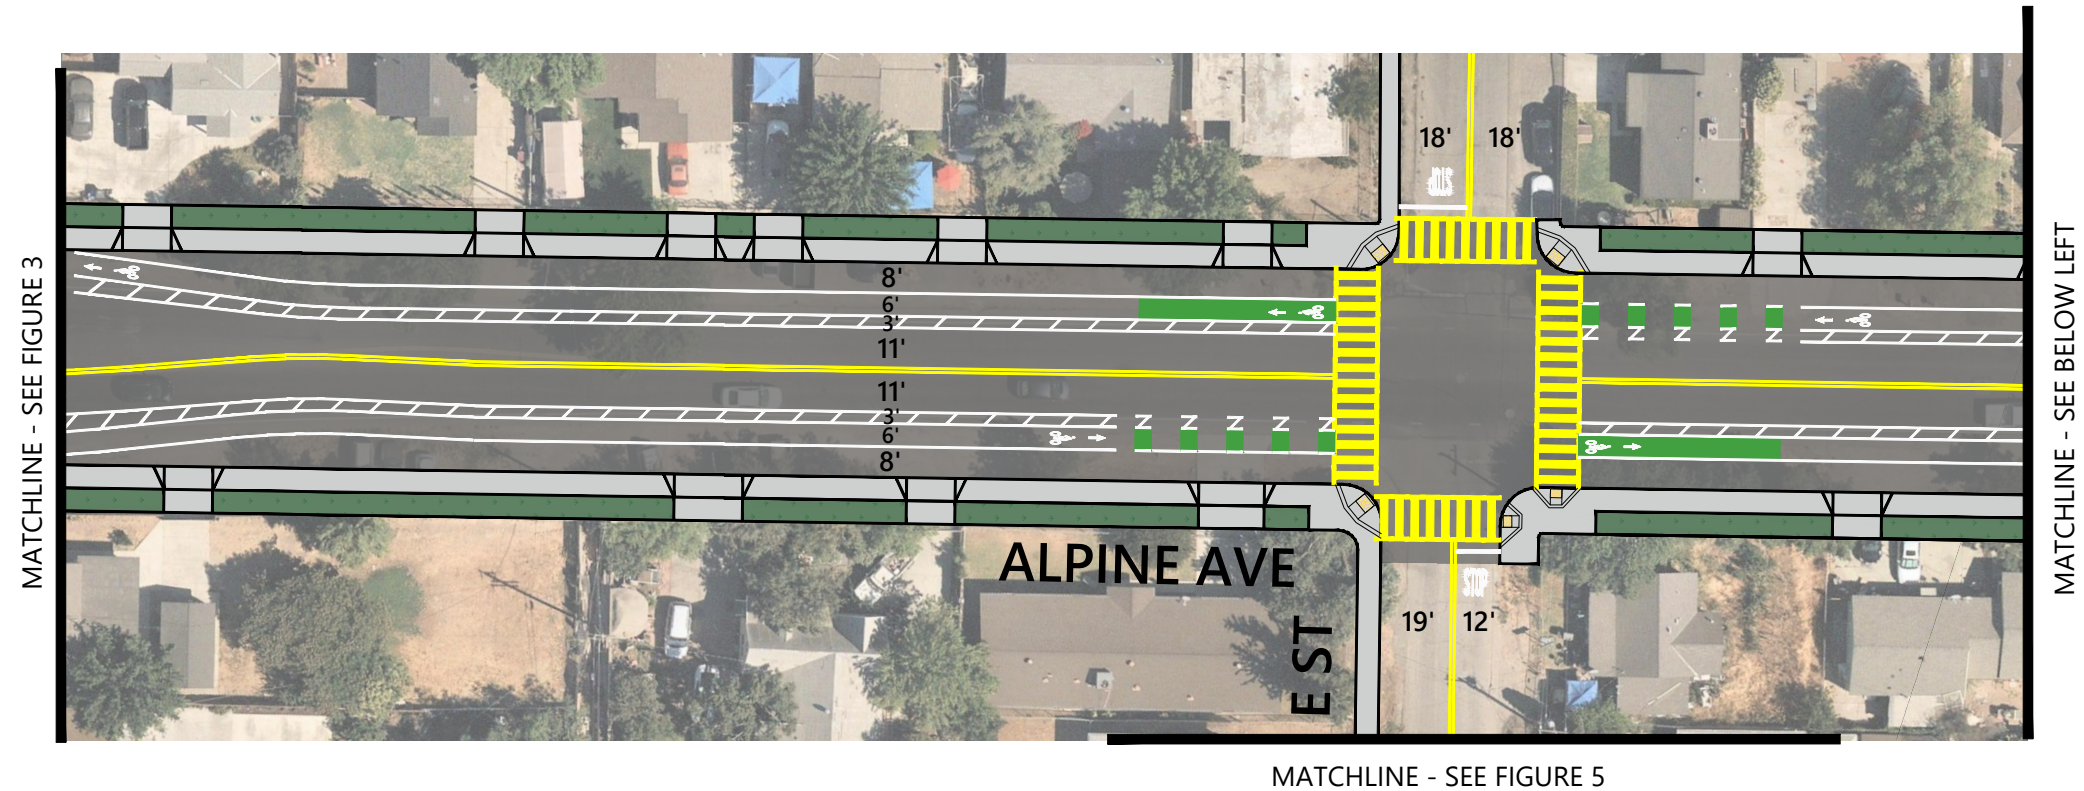 MATCHLINE - SEE FIGURE 3
18' 18'
STOP
8'
6'
3'
11'
11'
3'
6'
8'
ALPINE AVE
E ST
STOP
19' 12'
MATCHLINE - SEE BELOW LEFT
MATCHLINE - SEE FIGURE 5